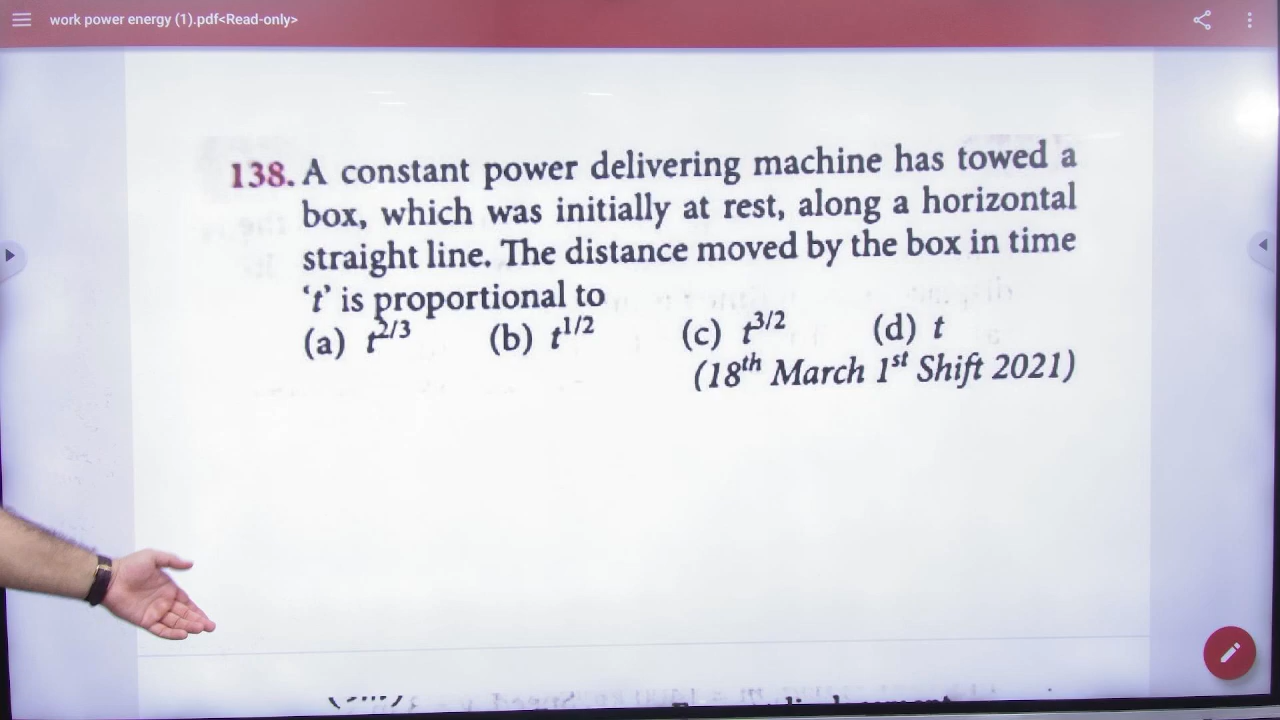 work power energy (1).pdf<Read-only>
138. A constant power delivering machine has towed a
box, which was initially at rest, along a horizontal
straight line. The distance moved by the box in time
‘t’ is proportional to
(a) t^2/3 (b) t^1/2 (c) t^3/2 (d) t
(18th March 1st Shift 2021)